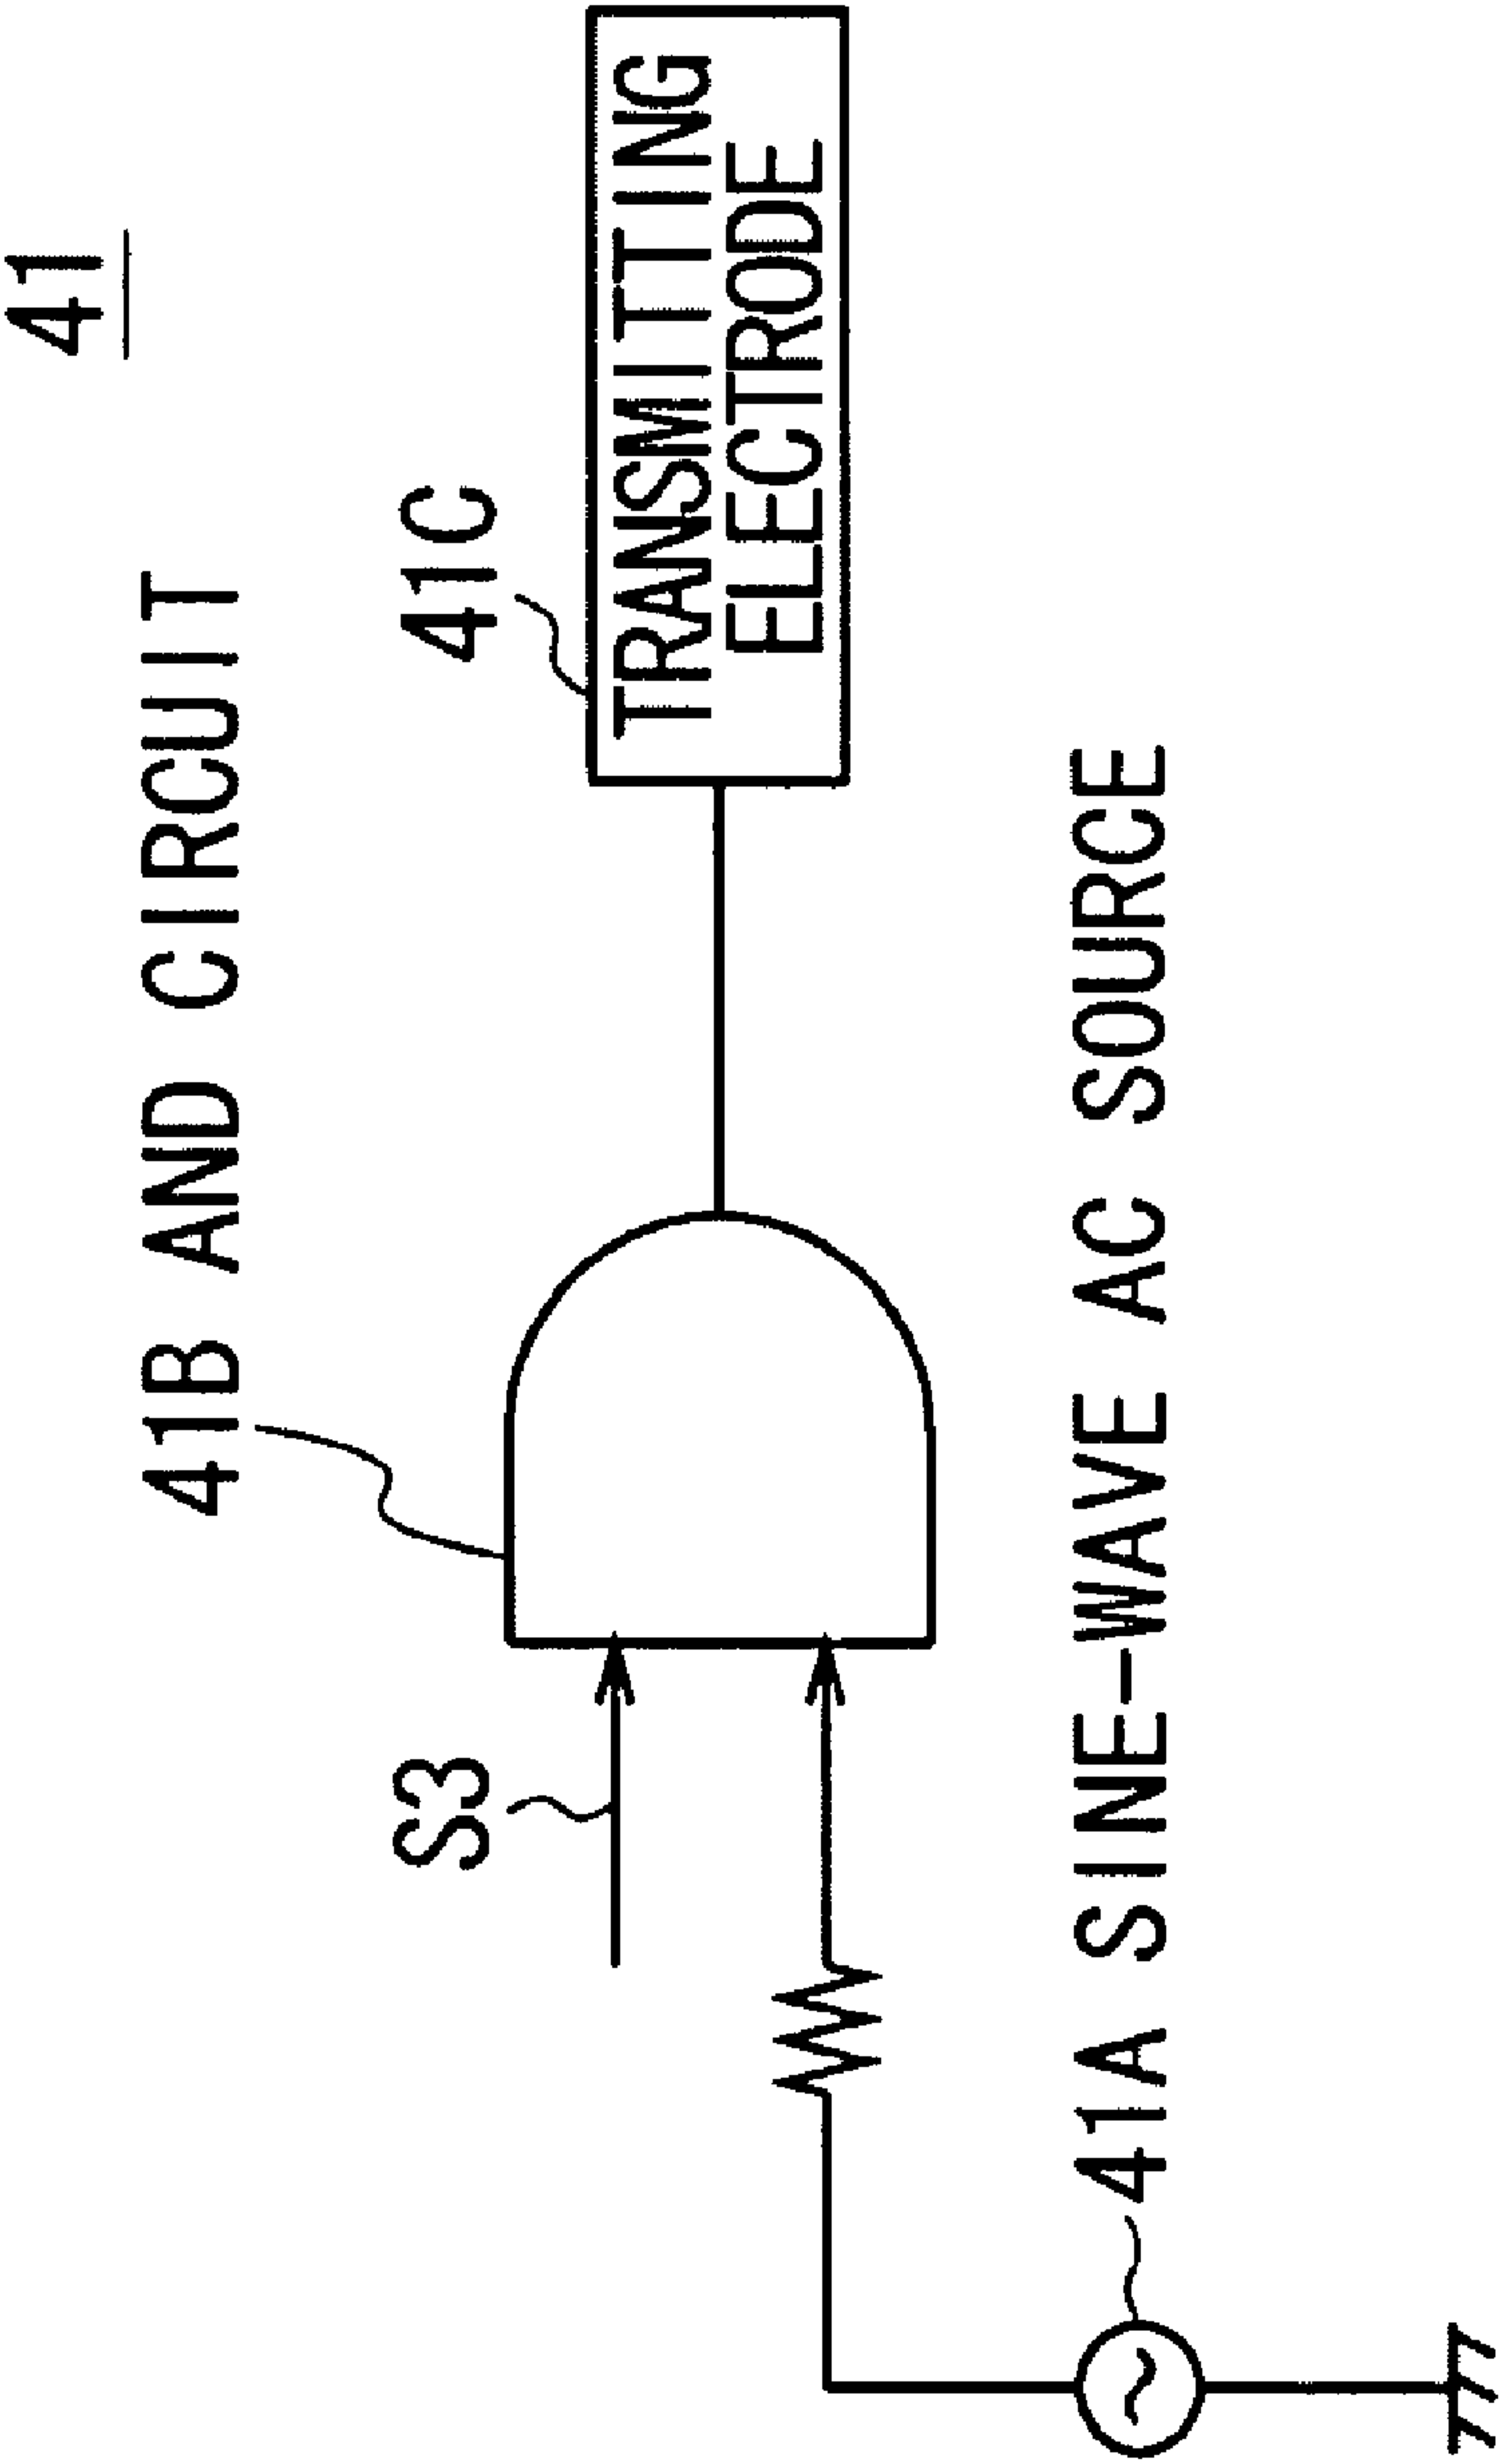 41
41B AND CIRCUIT
41C
TRANSMITTING
ELECTRODE
S3
41A SINE-WAVE AC SOURCE